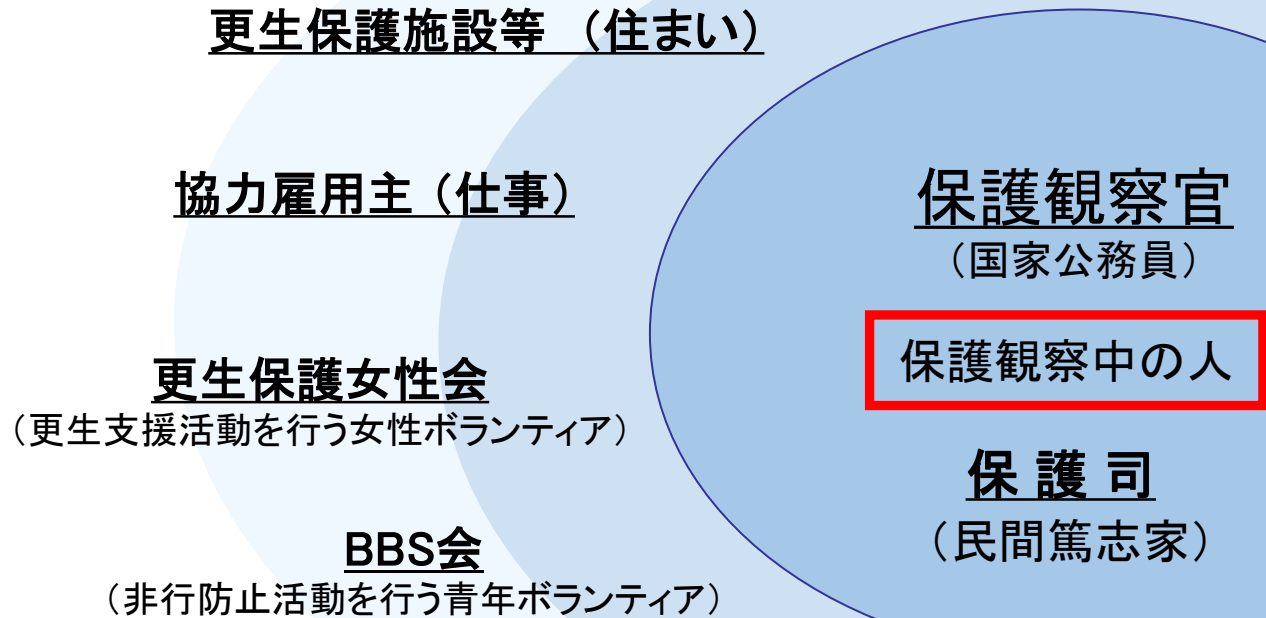 更生保護施設等 （住まい）
協力雇用主（仕事）
更生保護女性会
（更生支援活動を行う女性ボランティア）
BBS会
（非行防止活動を行う青年ボランティア）
保護観察官
（国家公務員）
保護観察中の人
保 護 司
（民間篤志家）